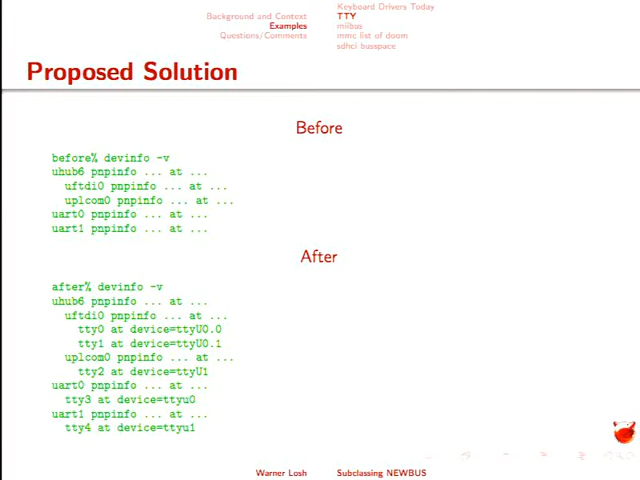 Background and Context
Examples
Questions/Comments
Keyboard Drivers Today
TTY
miibus
mmc list of doom
sdhci busspace
Proposed Solution
Before
before% devinfo -v
uhub6 pnpinfo ... at ...
uftdi0 pnpinfo ... at ...
uplcom0 pnpinfo ... at ...
uart0 pnpinfo ... at ...
uart1 pnpinfo ... at ...
After
after% devinfo -v
uhub6 pnpinfo ... at ...
uftdi0 pnpinfo ... at ...
tty0 at device=ttyU0.0
tty1 at device=ttyU0.1
uplcom0 pnpinfo ... at ...
tty2 at device=ttyU1
uart0 pnpinfo ... at ...
tty3 at device=ttyu0
uart1 pnpinfo ... at ...
tty4 at device=ttyu1
Warner Losh
Subclassing NEWBUS